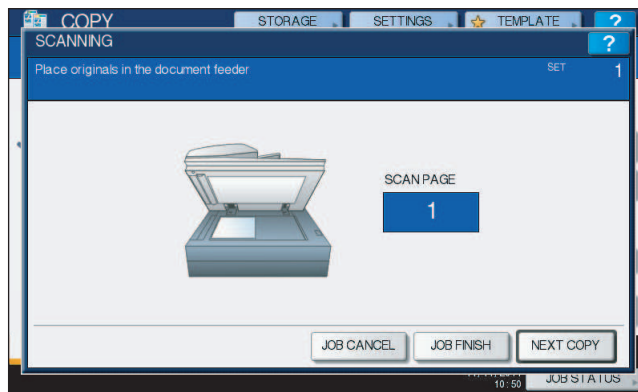 COPY STORAGE SETTINGS TEMPLATE ?
SCANNING ?
Place originals in the document feeder SET 1
SCAN PAGE
1
JOB CANCEL JOB FINISH NEXT COPY
10:50 JOB STATUS